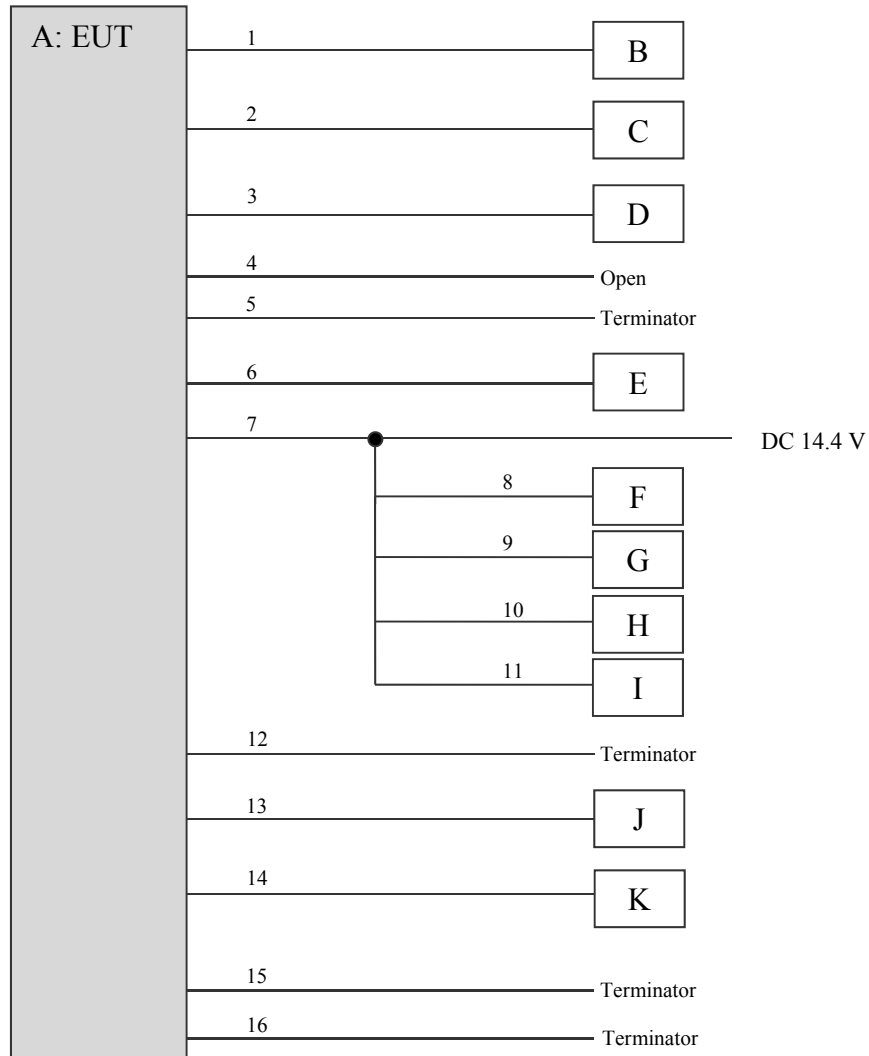 A: EUT
1
B
2
C
3
D
4
Open
5
Terminator
6
E
7
DC 14.4 V
8
F
9
G
10
H
11
I
12
Terminator
13
J
14
K
15
Terminator
16
Terminator